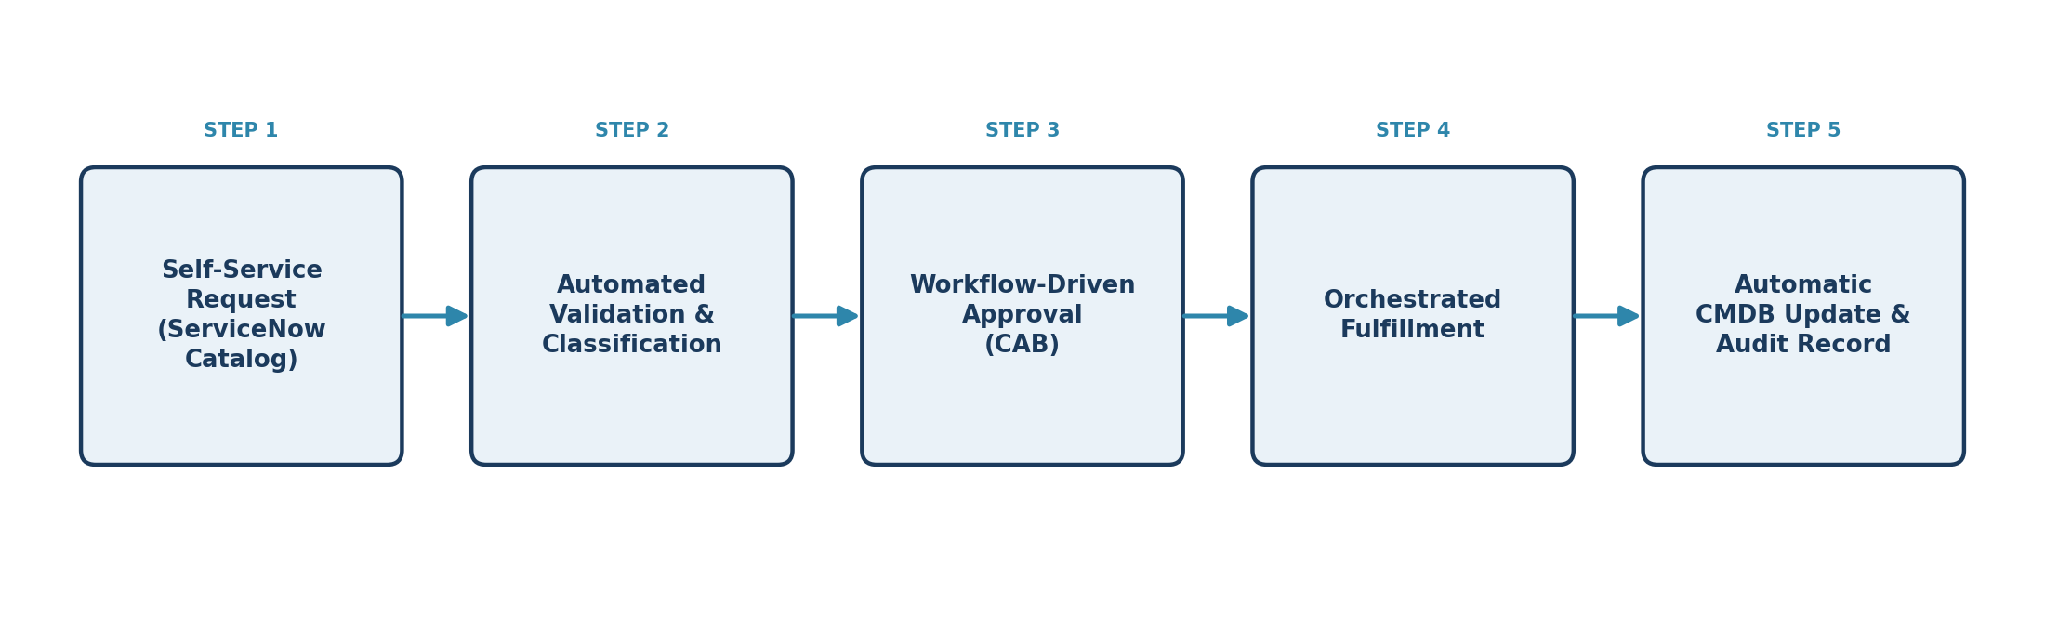 STEP 1
Self-Service
Request
(ServiceNow
Catalog)
STEP 2
Automated
Validation &
Classification
STEP 3
Workflow-Driven
Approval
(CAB)
STEP 4
Orchestrated
Fulfillment
STEP 5
Automatic
CMDB Update &
Audit Record